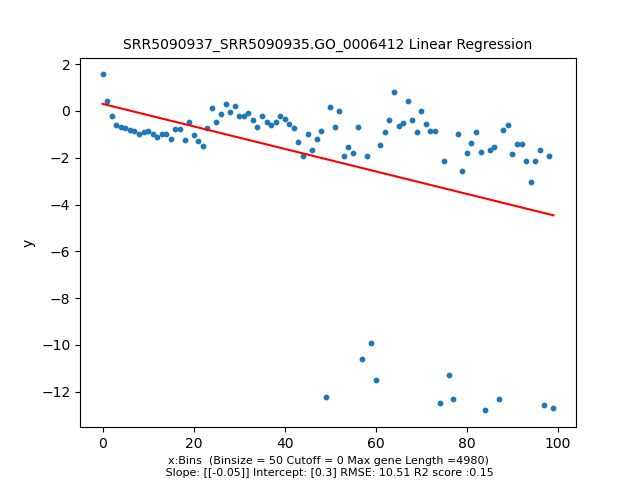 SRR5090937_SRR5090935.GO_0006412 Linear Regression
2
0
−2
−4
−6
−8
−10
−12
y
0 20 40 60 80 100
x:Bins  (Binsize = 50 Cutoff = 0 Max gene Length =4980)
Slope: [[-0.05]] Intercept: [0.3] RMSE: 10.51 R2 score :0.15